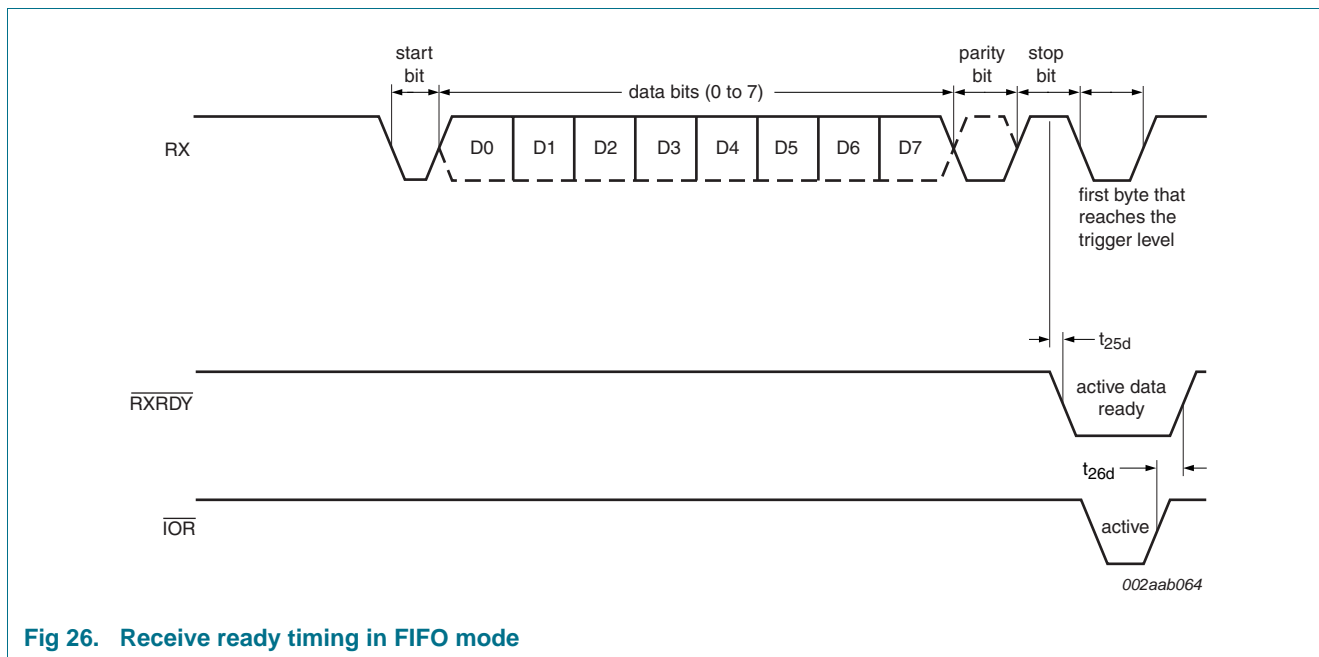 start
bit
data bits (0 to 7)
parity
bit
stop
bit
RX
D0 D1 D2 D3 D4 D5 D6 D7
first byte that
reaches the
trigger level
t25d
RXRDY
active data
ready
t26d
IOR
active
002aab064
Fig 26. Receive ready timing in FIFO mode